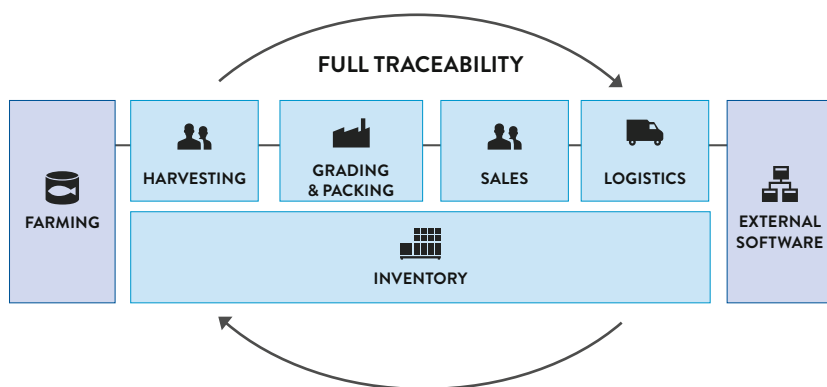 FULL TRACEABILITY
HARVESTING
GRADING
& PACKING
SALES
LOGISTICS
FARMING
EXTERNAL
SOFTWARE
INVENTORY